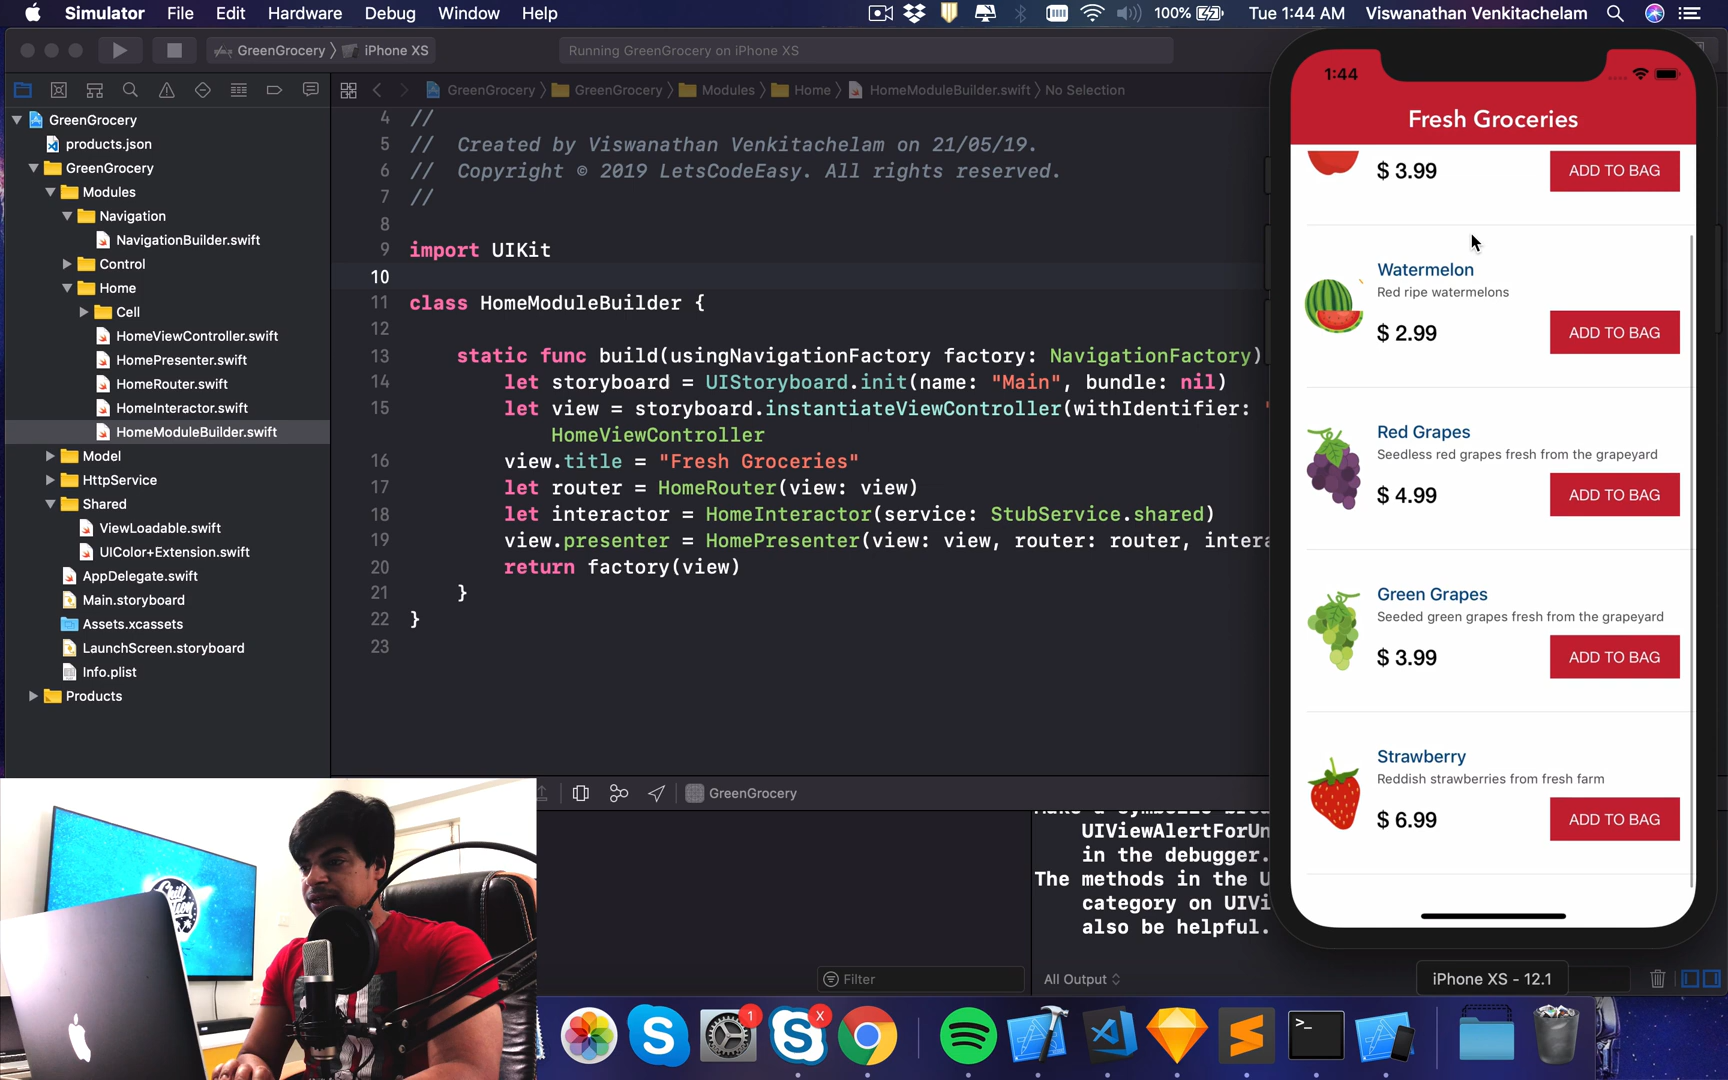 Simulator File Edit Hardware Debug Window Help 100% Tue 1:44 AM Viswanathan Venkitachelam
GreenGrocery iPhone XS
Running GreenGrocery on iPhone XS
GreenGrocery GreenGrocery Modules Home HomeModuleBuilder.swift No Selection
GreenGrocery
products.json
GreenGrocery
Modules
Navigation
NavigationBuilder.swift
Control
Home
Cell
HomeViewController.swift
HomePresenter.swift
HomeRouter.swift
HomeInteractor.swift
HomeModuleBuilder.swift
Model
HttpService
Shared
ViewLoadable.swift
UIColor+Extension.swift
AppDelegate.swift
Main.storyboard
Assets.xcassets
LaunchScreen.storyboard
Info.plist
Products
4 //
5 // Created by Viswanathan Venkitachelam on 21/05/19.
6 // Copyright © 2019 LetsCodeEasy. All rights reserved.
7 //
8
9 import UIKit
10
11 class HomeModuleBuilder {
12
13 static func build(usingNavigationFactory factory: NavigationFactory)
14 let storyboard = UIStoryboard.init(name: "Main", bundle: nil)
15 let view = storyboard.instantiateViewController(withIdentifier: "
HomeViewController
16 view.title = "Fresh Groceries"
17 let router = HomeRouter(view: view)
18 let interactor = HomeInteractor(service: StubService.shared)
19 view.presenter = HomePresenter(view: view, router: router, intera
20 return factory(view)
21 }
22 }
23
GreenGrocery
UIViewAlertForUn
in the debugger.
The methods in the U
category on UIVi
also be helpful.
Filter
All Output
1:44
Fresh Groceries
$ 3.99 ADD TO BAG
Watermelon
Red ripe watermelons
$ 2.99 ADD TO BAG
Red Grapes
Seedless red grapes fresh from the grapeyard
$ 4.99 ADD TO BAG
Green Grapes
Seeded green grapes fresh from the grapeyard
$ 3.99 ADD TO BAG
Strawberry
Reddish strawberries from fresh farm
$ 6.99 ADD TO BAG
iPhone XS - 12.1
1
X